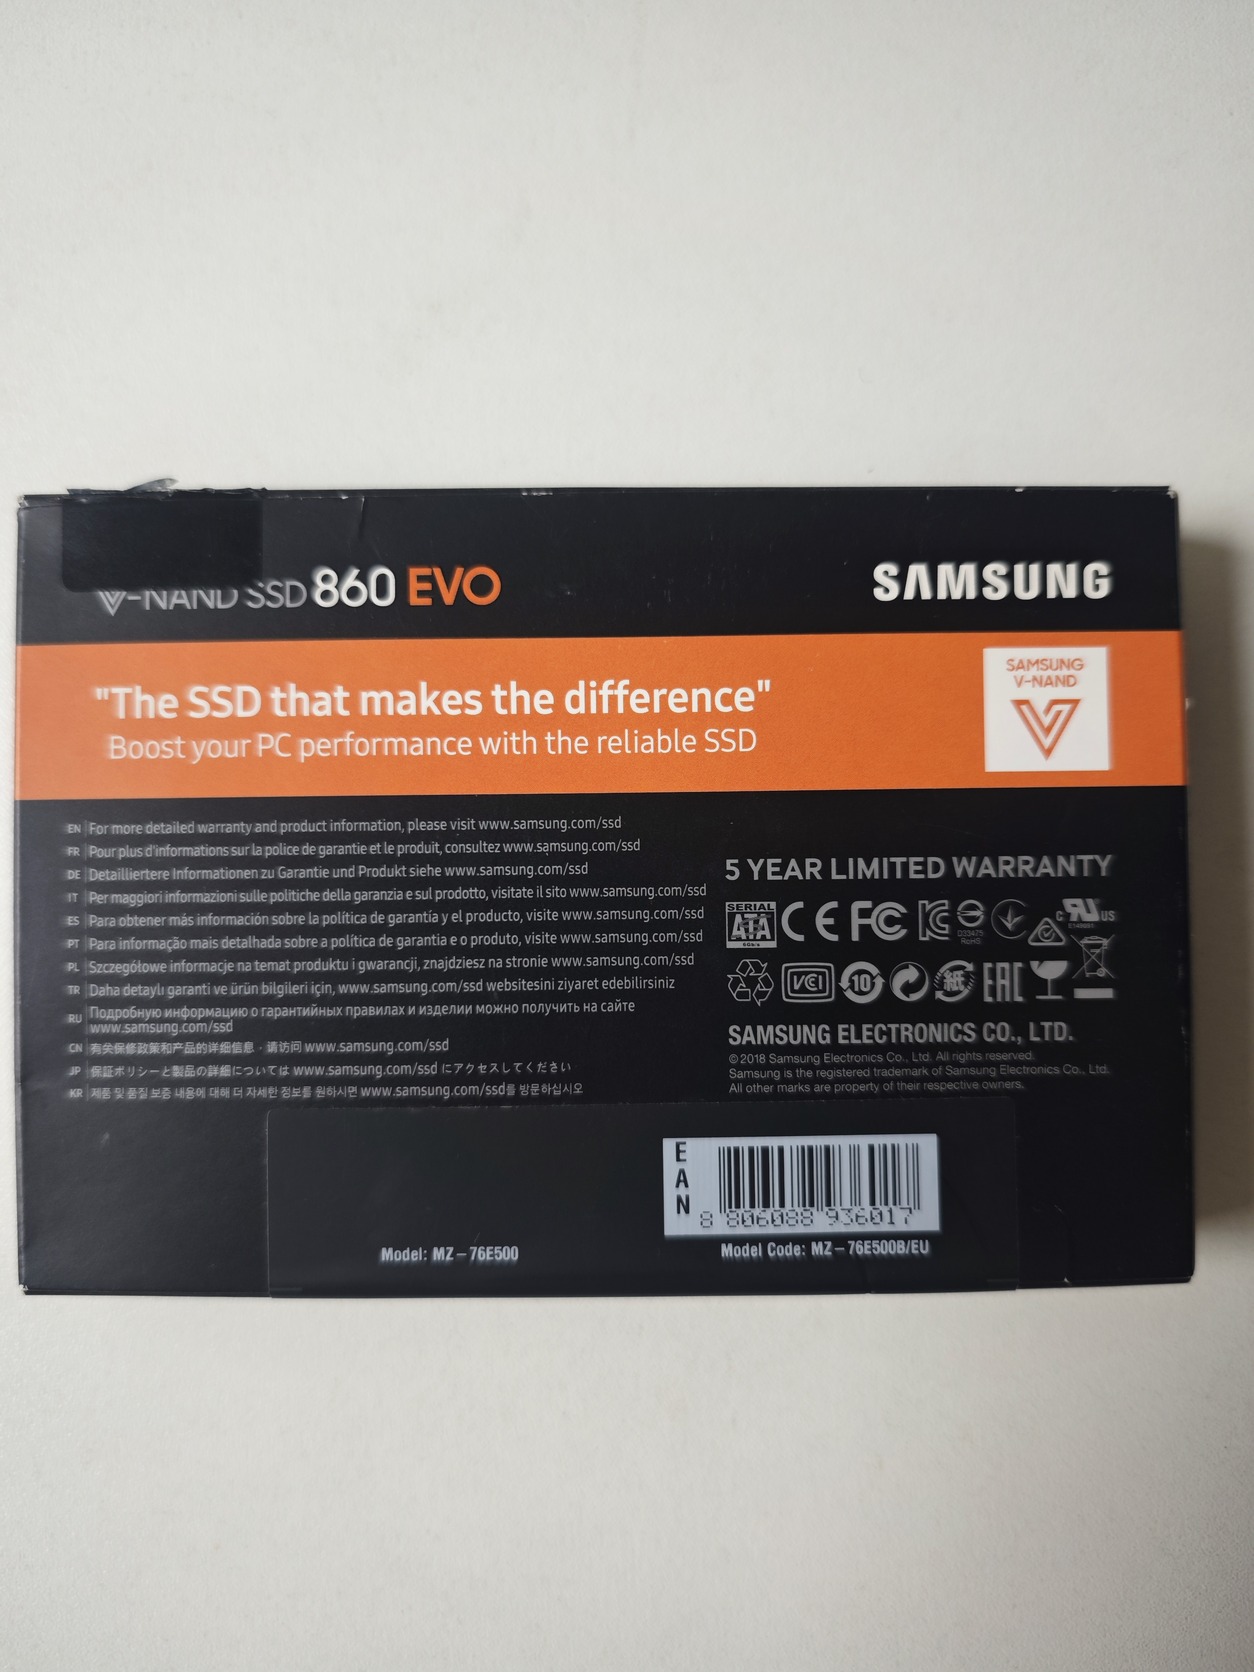 V-NAND SSD 860 EVO
SAMSUNG
"The SSD that makes the difference"
Boost your PC performance with the reliable SSD
SAMSUNG
V-NAND
EN For more detailed warranty and product information, please visit www.samsung.com/ssd
FR Pour plus d'informations sur la police de garantie et le produit, consultez www.samsung.com/ssd
DE Detailliertere Informationen zu Garantie und Produkt siehe www.samsung.com/ssd
IT Per maggiori informazioni sulle politiche della garanzia e sul prodotto, visitate il sito www.samsung.com/ssd
ES Para obtener más información sobre la política de garantía y el producto, visite www.samsung.com/ssd
PT Para informação mais detalhada sobre a política de garantia e o produto, visite www.samsung.com/ssd
PL Szczegółowe informacje na temat produktu i gwarancji, znajdziesz na stronie www.samsung.com/ssd
TR Daha detaylı garanti ve ürün bilgileri için, www.samsung.com/ssd websitesini ziyaret edebilirsiniz
RU Подробную информацию о гарантийных правилах и изделии можно получить на сайте
www.samsung.com/ssd
CN 有关保修政策和产品的详细信息，请访问 www.samsung.com/ssd
JP 保証ポリシーと製品の詳細については www.samsung.com/ssd にアクセスしてください
KR 제품 및 품질 보증 내용에 대해 더 자세한 정보를 원하시면 www.samsung.com/ssd를 방문하십시오
5 YEAR LIMITED WARRANTY
SERIAL
ATA
6Gb/s
CE FC
D33475
RoHS
c UL US
VCI 10 紙 EAC
SAMSUNG ELECTRONICS CO., LTD.
©2018 Samsung Electronics Co., Ltd. All rights reserved.
Samsung is the registered trademark of Samsung Electronics Co., Ltd.
All other marks are property of their respective owners.
EAN
8 806088 936017
Model: MZ-76E500
Model Code: MZ-76E500B/EU